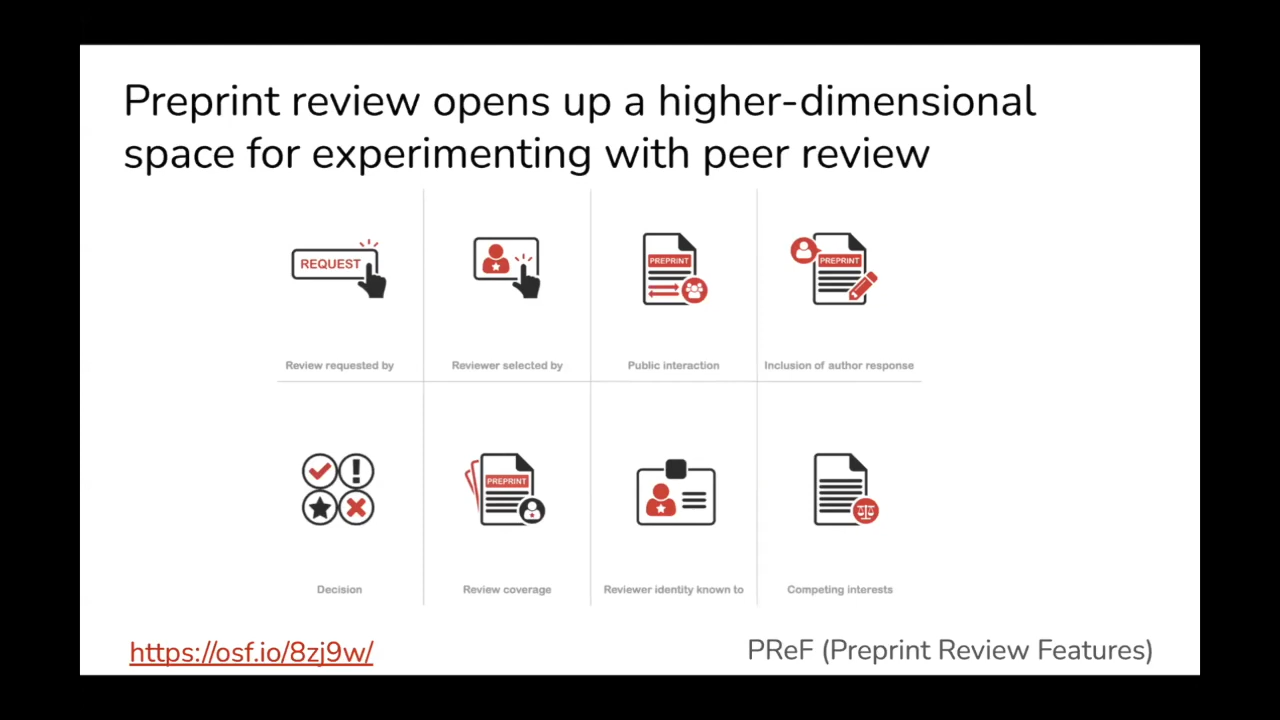 Preprint review opens up a higher-dimensional
space for experimenting with peer review
REQUEST
PREPRINT
PREPRINT
Review requested by
Reviewer selected by
Public interaction
Inclusion of author response
PREPRINT
Decision
Review coverage
Reviewer identity known to
Competing interests
https://osf.io/8zj9w/
PReF (Preprint Review Features)